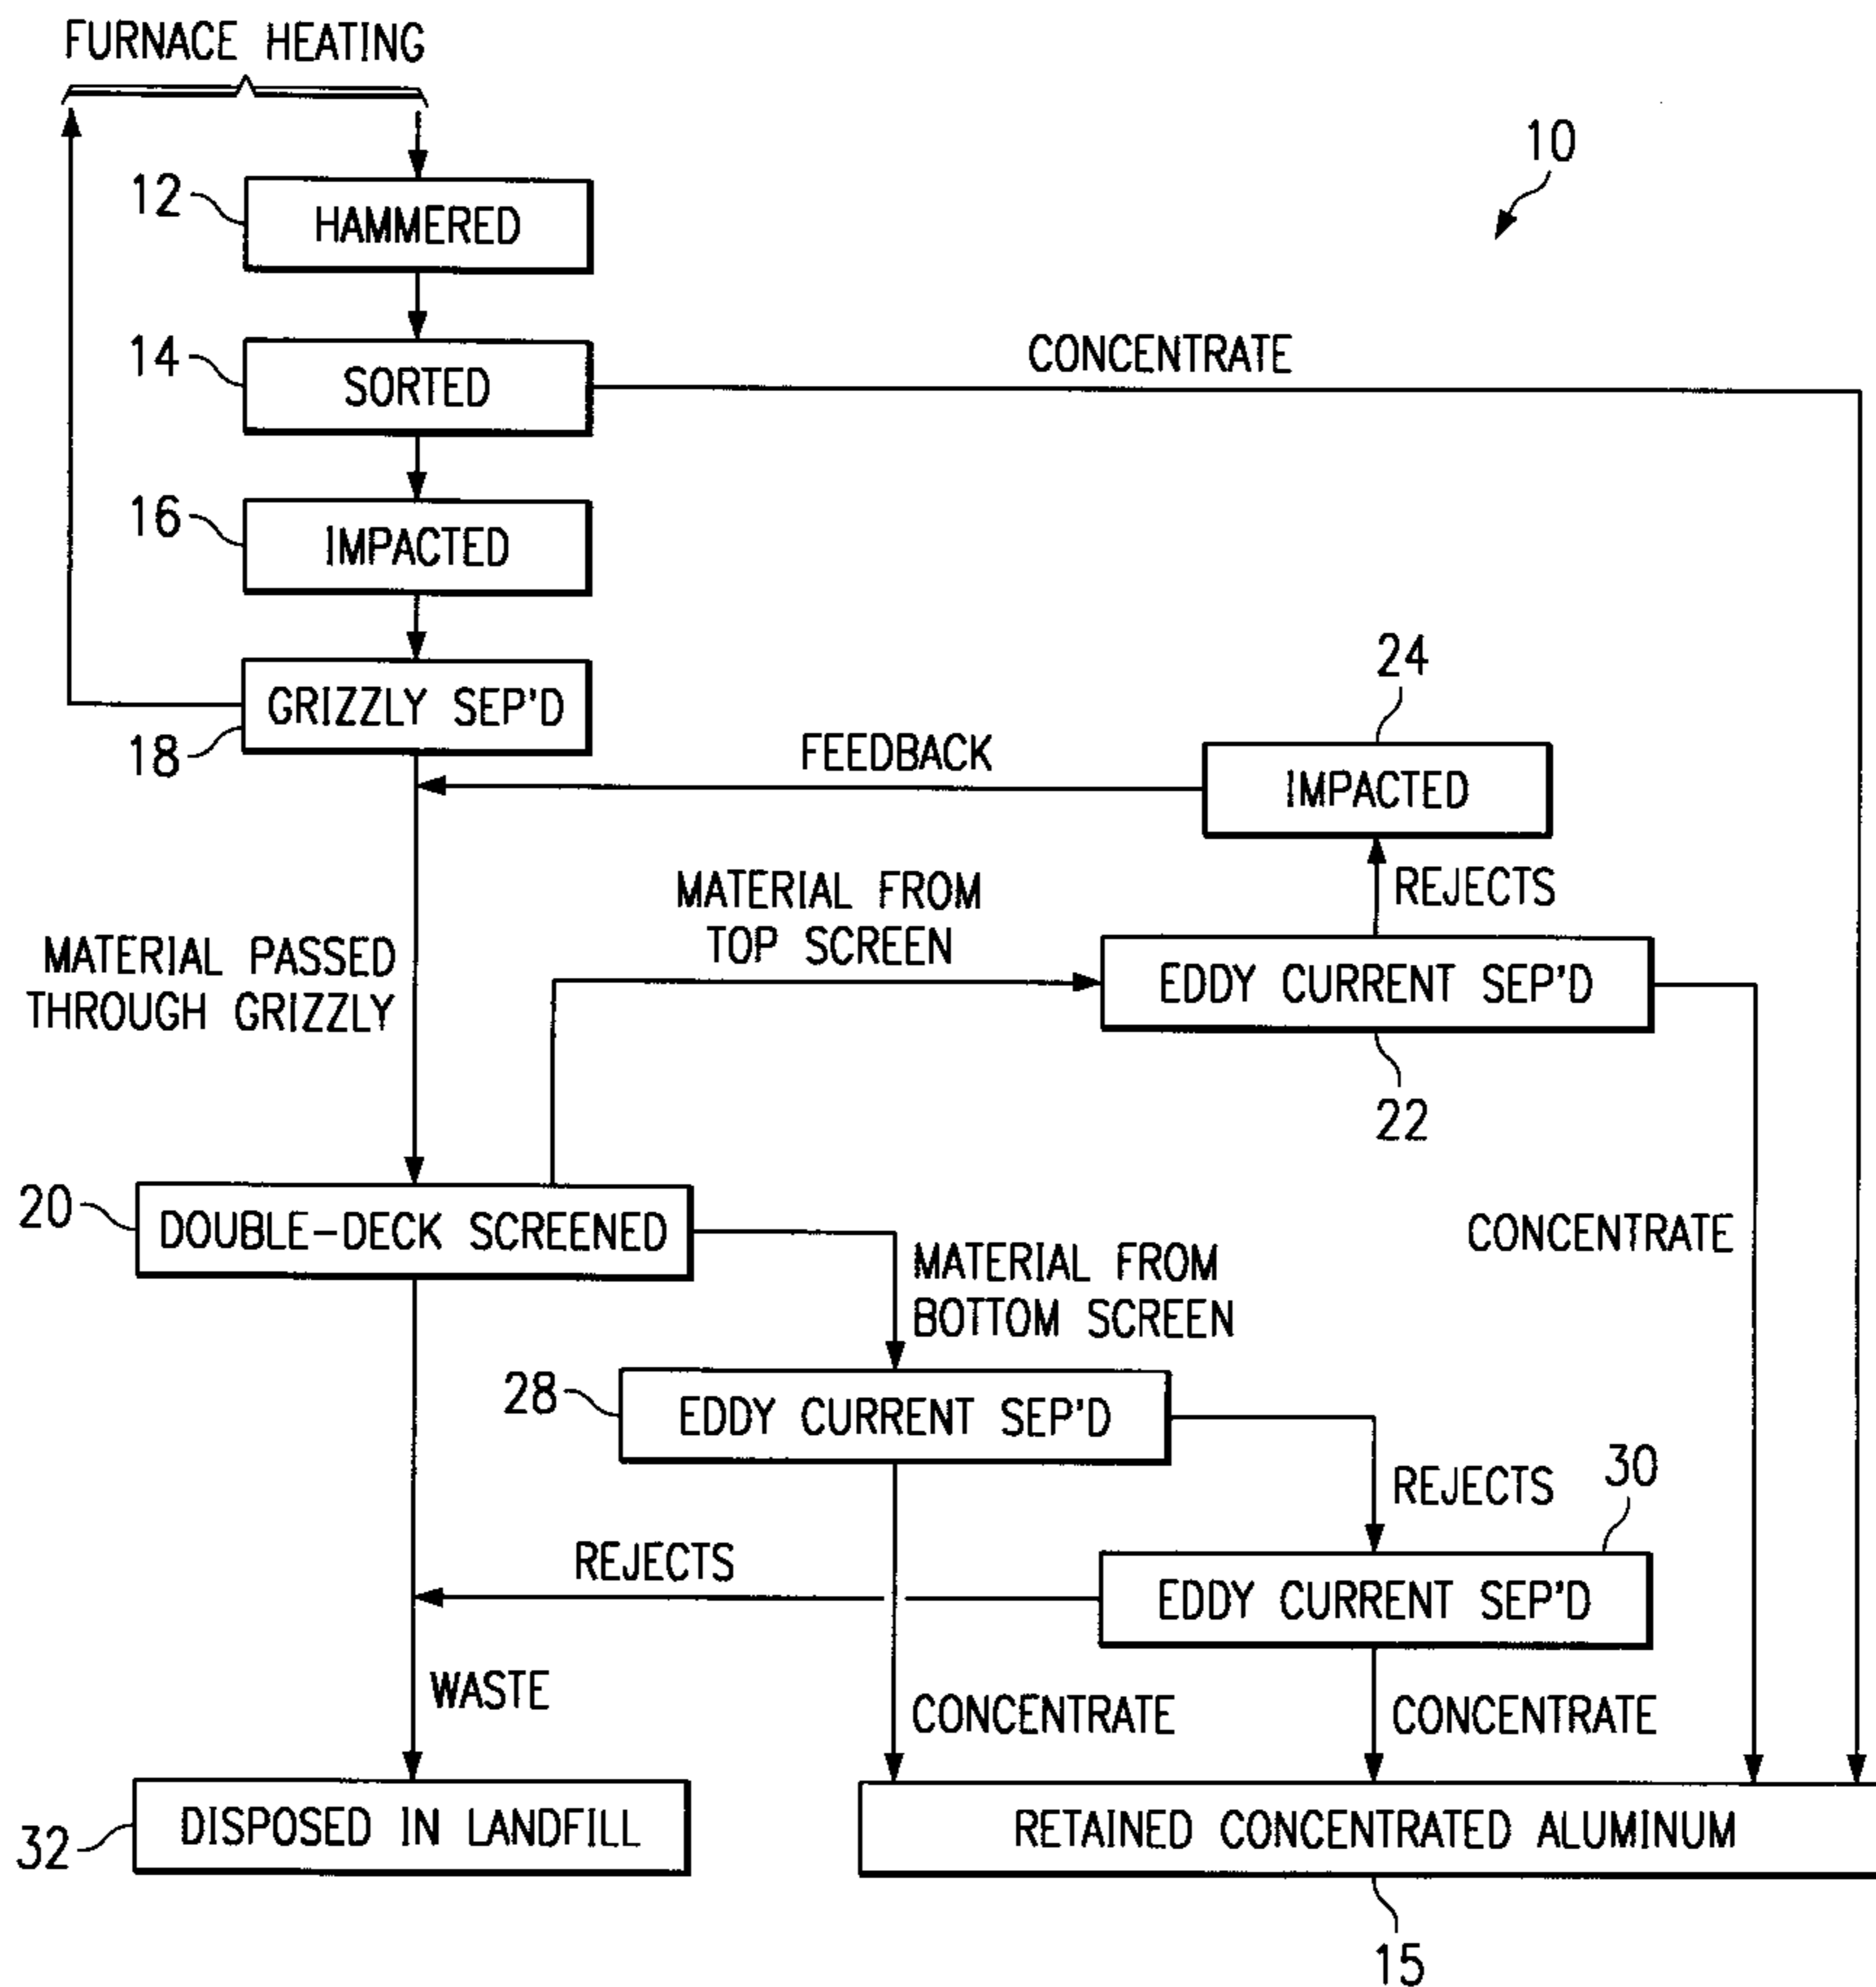 FURNACE HEATING
10
12
HAMMERED
14
SORTED
CONCENTRATE
16
IMPACTED
24
GRIZZLY SEP'D
18
FEEDBACK
IMPACTED
REJECTS
MATERIAL FROM
TOP SCREEN
MATERIAL PASSED
THROUGH GRIZZLY
EDDY CURRENT SEP'D
22
20
DOUBLE-DECK SCREENED
CONCENTRATE
MATERIAL FROM
BOTTOM SCREEN
28
EDDY CURRENT SEP'D
30
REJECTS
REJECTS
EDDY CURRENT SEP'D
WASTE
CONCENTRATE
CONCENTRATE
32
DISPOSED IN LANDFILL
RETAINED CONCENTRATED ALUMINUM
15